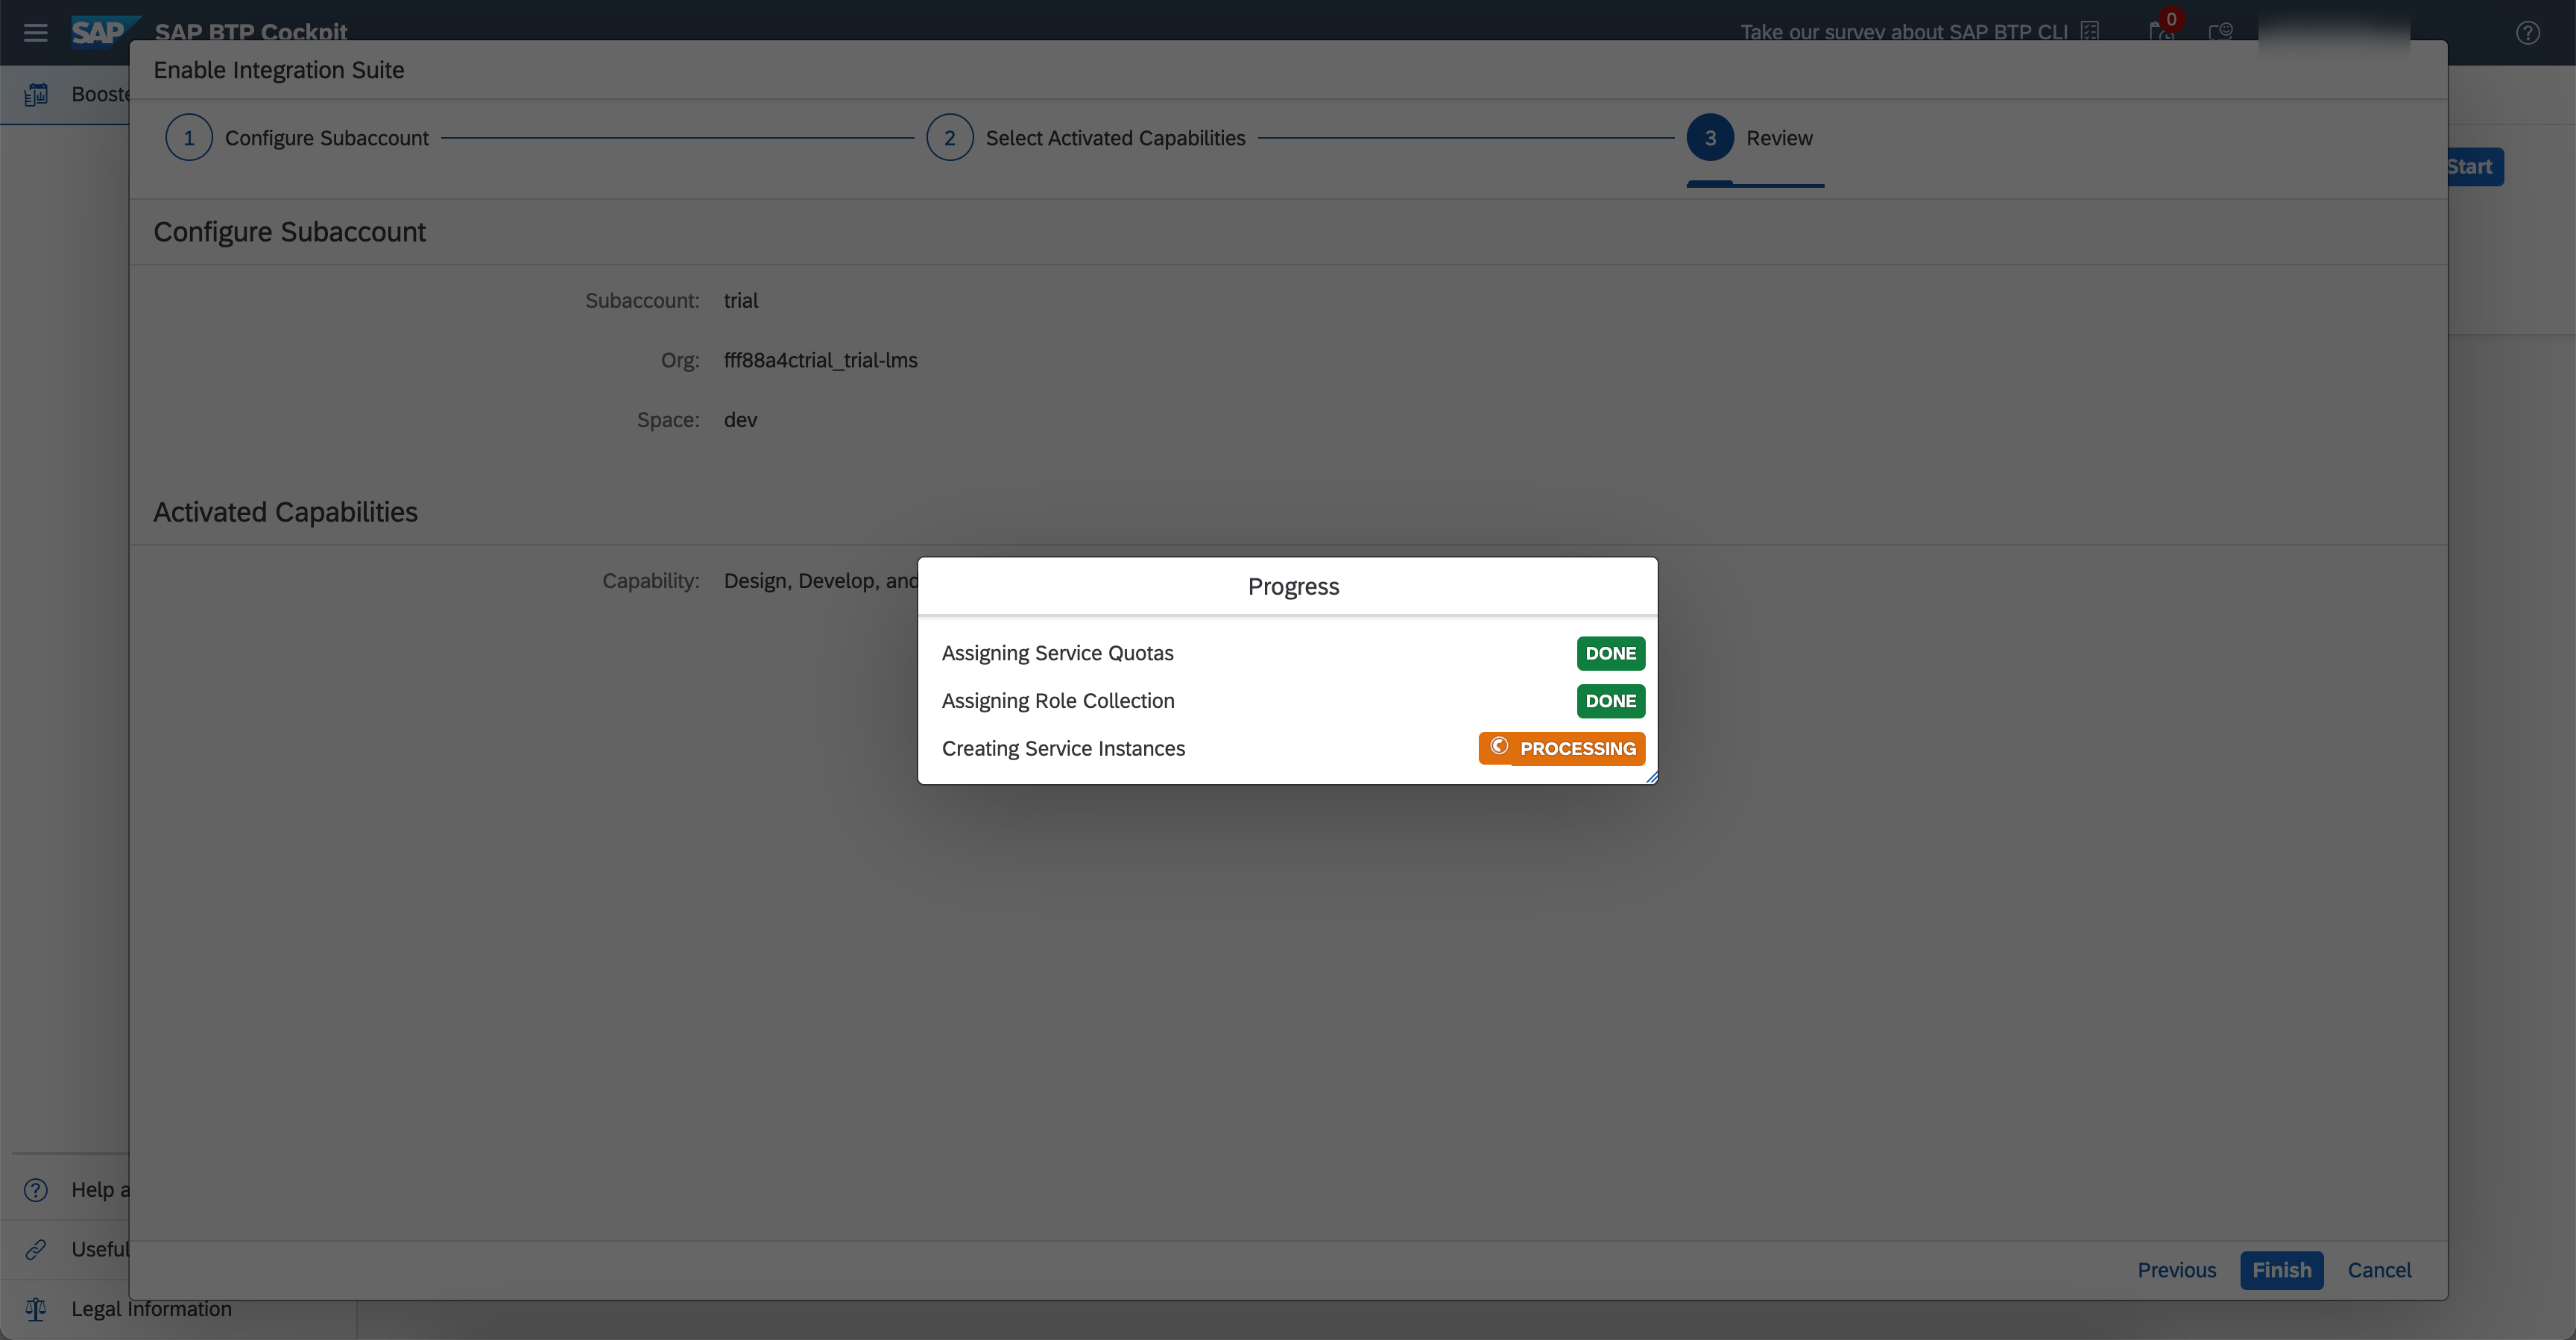 SAP SAP BTP Cockpit
Take our survey about SAP BTP CLI
0
Enable Integration Suite
1 Configure Subaccount
2 Select Activated Capabilities
3 Review
Start
Configure Subaccount
Subaccount: trial
Org: fff88a4ctrial_trial-lms
Space: dev
Activated Capabilities
Capability: Design, Develop, and
Progress
Assigning Service Quotas DONE
Assigning Role Collection DONE
Creating Service Instances PROCESSING
Booste
Help a
Useful
Legal Information
Previous Finish Cancel